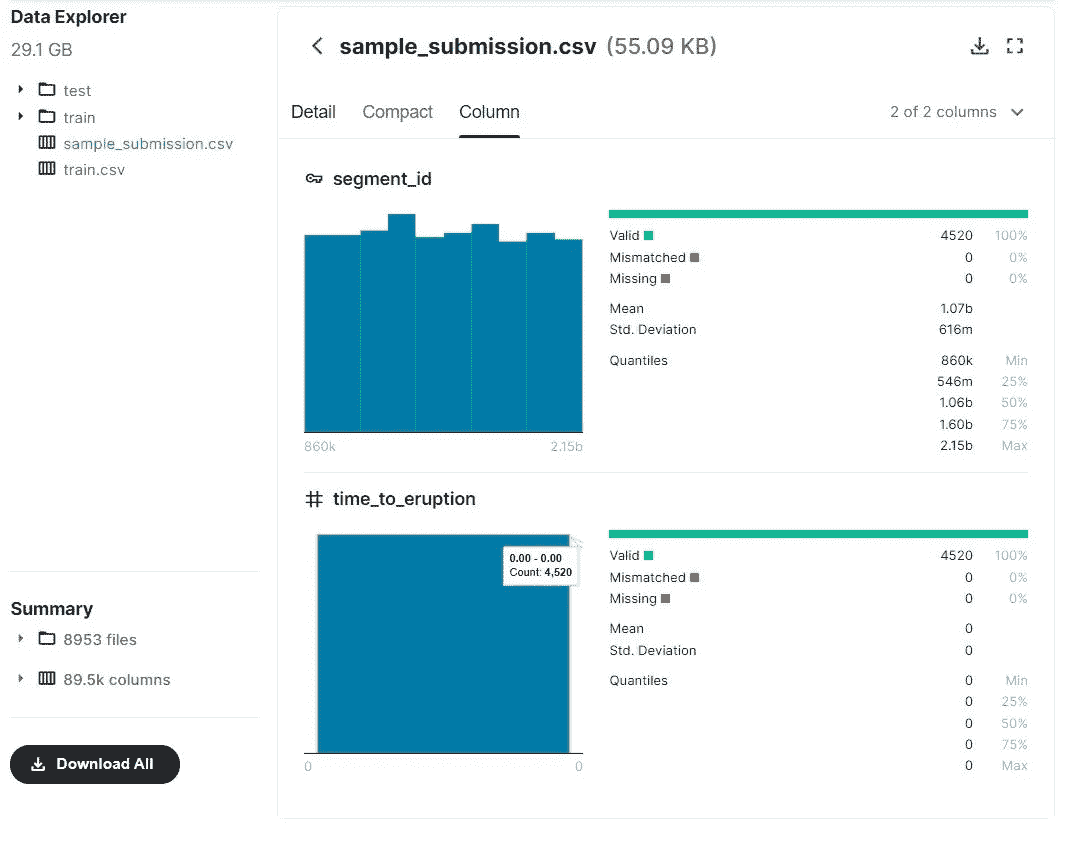 Data Explorer
29.1 GB
test
train
sample_submission.csv
train.csv
Summary
8953 files
89.5k columns
Download All
sample_submission.csv (55.09 KB)
Detail Compact Column 2 of 2 columns
segment_id
860k 2.15b
Valid 4520 100%
Mismatched 0 0%
Missing 0 0%
Mean 1.07b
Std. Deviation 616m
Quantiles 860k Min
546m 25%
1.06b 50%
1.60b 75%
2.15b Max
time_to_eruption
0.00 - 0.00
Count: 4,520
0 0
Valid 4520 100%
Mismatched 0 0%
Missing 0 0%
Mean 0
Std. Deviation 0
Quantiles 0 Min
0 25%
0 50%
0 75%
0 Max